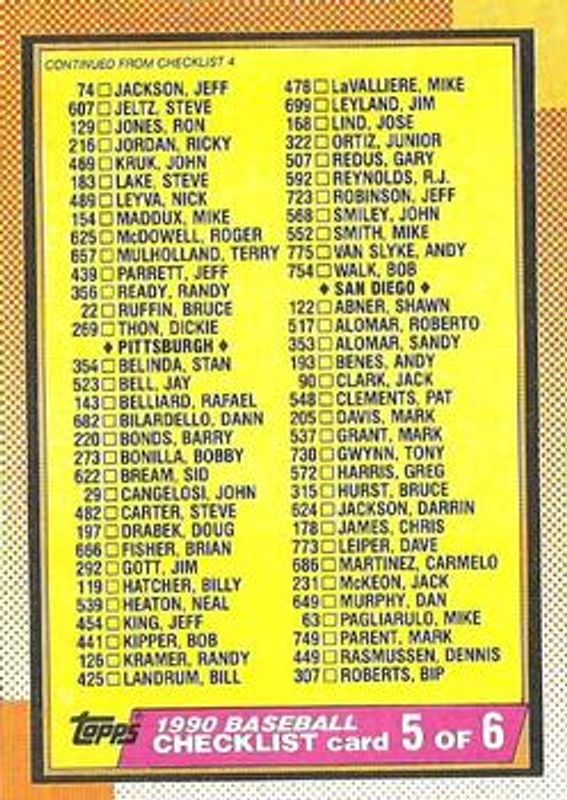 CONTINUED FROM CHECKLIST 4
74 □ JACKSON, JEFF
607 □ JELTZ, STEVE
129 □ JONES, RON
216 □ JORDAN, RICKY
469 □ KRUK, JOHN
183 □ LAKE, STEVE
489 □ LEYVA, NICK
154 □ MADDUX, MIKE
625 □ McDOWELL, ROGER
657 □ MULHOLLAND, TERRY
439 □ PARRETT, JEFF
356 □ READY, RANDY
22 □ RUFFIN, BRUCE
269 □ THON, DICKIE
♦ PITTSBURGH ♦
354 □ BELINDA, STAN
523 □ BELL, JAY
143 □ BELLIARD, RAFAEL
682 □ BILARDELLO, DANN
220 □ BONDS, BARRY
273 □ BONILLA, BOBBY
622 □ BREAM, SID
29 □ CANGELOSI, JOHN
482 □ CARTER, STEVE
197 □ DRABEK, DOUG
666 □ FISHER, BRIAN
292 □ GOTT, JIM
119 □ HATCHER, BILLY
539 □ HEATON, NEAL
454 □ KING, JEFF
441 □ KIPPER, BOB
126 □ KRAMER, RANDY
425 □ LANDRUM, BILL
478 □ LaVALLIERE, MIKE
699 □ LEYLAND, JIM
168 □ LIND, JOSE
322 □ ORTIZ, JUNIOR
507 □ REDUS, GARY
592 □ REYNOLDS, R.J.
723 □ ROBINSON, JEFF
568 □ SMILEY, JOHN
552 □ SMITH, MIKE
775 □ VAN SLYKE, ANDY
754 □ WALK, BOB
♦ SAN DIEGO ♦
122 □ ABNER, SHAWN
517 □ ALOMAR, ROBERTO
353 □ ALOMAR, SANDY
193 □ BENES, ANDY
90 □ CLARK, JACK
548 □ CLEMENTS, PAT
205 □ DAVIS, MARK
537 □ GRANT, MARK
730 □ GWYNN, TONY
572 □ HARRIS, GREG
315 □ HURST, BRUCE
624 □ JACKSON, DARRIN
178 □ JAMES, CHRIS
773 □ LEIPER, DAVE
686 □ MARTINEZ, CARMELO
231 □ McKEON, JACK
649 □ MURPHY, DAN
63 □ PAGLIARULO, MIKE
749 □ PARENT, MARK
449 □ RASMUSSEN, DENNIS
307 □ ROBERTS, BIP
topps
1990 BASEBALL
CHECKLIST card 5 OF 6